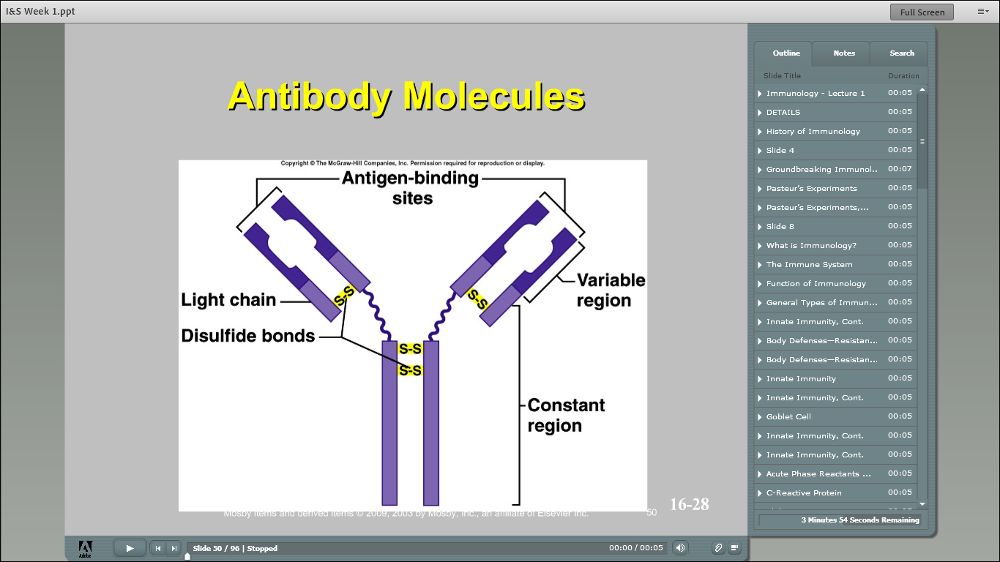 I&S Week 1.ppt
Full Screen
Antibody Molecules
Copyright © The McGraw-Hill Companies, Inc. Permission required for reproduction or display.
Antigen-binding
sites
Variable
region
Light chain
S-S
S-S
Disulfide bonds
S-S
S-S
Constant
region
16-28
Mosby items and derived items © 2009, 2003 by Mosby, Inc., an affiliate of Elsevier Inc.
50
Outline Notes Search
Slide Title Duration
Immunology - Lecture 1 00:05
DETAILS 00:05
History of Immunology 00:05
Slide 4 00:05
Groundbreaking Immunol.. 00:07
Pasteur's Experiments 00:05
Pasteur's Experiments,... 00:05
Slide 8 00:05
What is Immunology? 00:05
The Immune System 00:05
Function of Immunology 00:05
General Types of Immun... 00:05
Innate Immunity, Cont. 00:05
Body Defenses—Resistan... 00:05
Body Defenses—Resistan... 00:05
Innate Immunity 00:05
Innate Immunity, Cont. 00:05
Goblet Cell 00:05
Innate Immunity, Cont. 00:05
Innate Immunity, Cont. 00:05
Acute Phase Reactants ... 00:05
C-Reactive Protein 00:05
3 Minutes 54 Seconds Remaining
Adobe
Slide 50 / 96 | Stopped
00:00 / 00:05